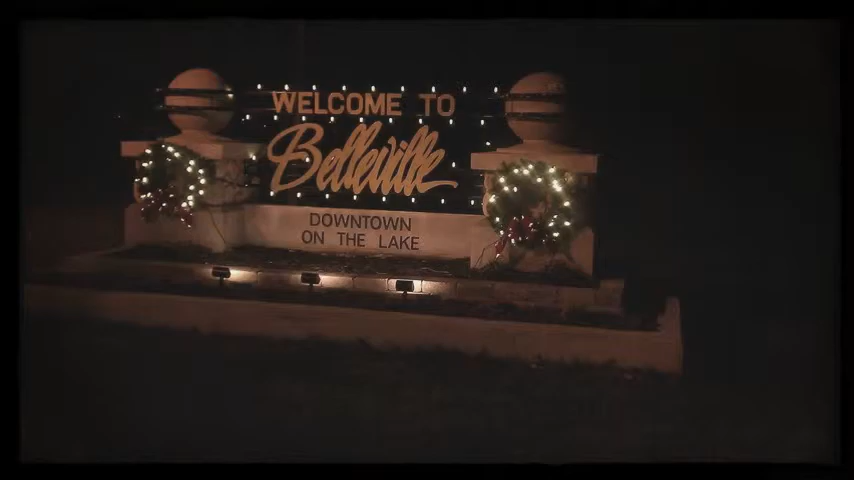 WELCOME TO
Belleville
DOWNTOWN
ON THE LAKE